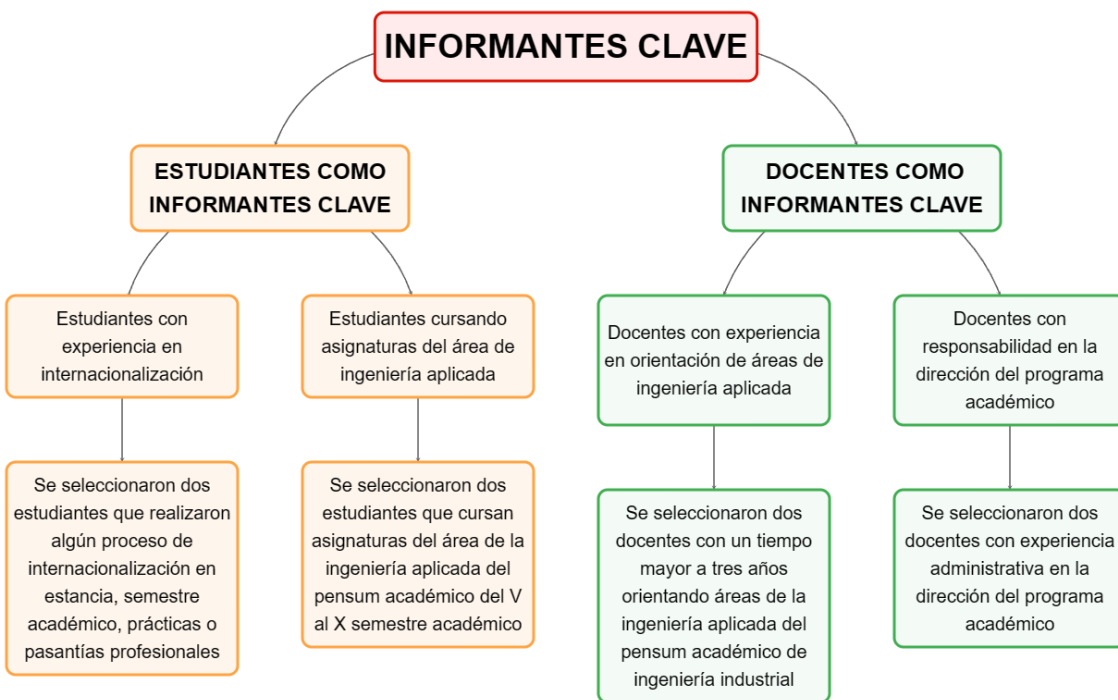 INFORMANTES CLAVE
ESTUDIANTES COMO
INFORMANTES CLAVE
DOCENTES COMO
INFORMANTES CLAVE
Estudiantes con
experiencia en
internacionalización
Estudiantes cursando
asignaturas del área de
ingeniería aplicada
Docentes con experiencia
en orientación de áreas de
ingeniería aplicada
Docentes con
responsabilidad en la
dirección del programa
académico
Se seleccionaron dos
estudiantes que realizaron
algún proceso de
internacionalización en
estancia, semestre
académico, prácticas o
pasantías profesionales
Se seleccionaron dos
estudiantes que cursan
asignaturas del área de la
ingeniería aplicada del
pensum académico del V
al X semestre académico
Se seleccionaron dos
docentes con un tiempo
mayor a tres años
orientando áreas de la
ingeniería aplicada del
pensum académico de
ingeniería industrial
Se seleccionaron dos
docentes con experiencia
administrativa en la
dirección del programa
académico